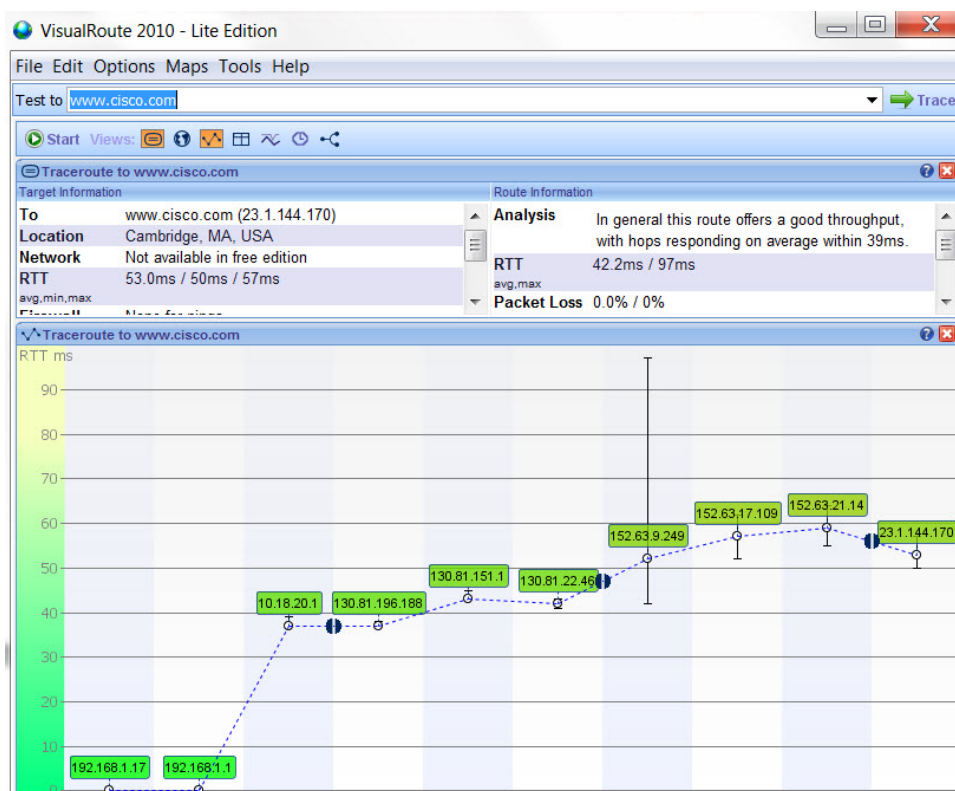 VisualRoute 2010 - Lite Edition
File Edit Options Maps Tools Help
Test to www.cisco.com Trace
Start Views:
Traceroute to www.cisco.com
Target Information
To www.cisco.com (23.1.144.170)
Location Cambridge, MA, USA
Network Not available in free edition
RTT 53.0ms / 50ms / 57ms
avg,min,max
Firewall None for pings
Route Information
Analysis In general this route offers a good throughput,
with hops responding on average within 39ms.
RTT 42.2ms / 97ms
avg,max
Packet Loss 0.0% / 0%
Traceroute to www.cisco.com
RTT ms
90
80
70
60
50
40
30
20
10
0
192.168.1.17
192.168.1.1
10.18.20.1
130.81.196.188
130.81.151.1
130.81.22.46
152.63.9.249
152.63.17.109
152.63.21.14
23.1.144.170